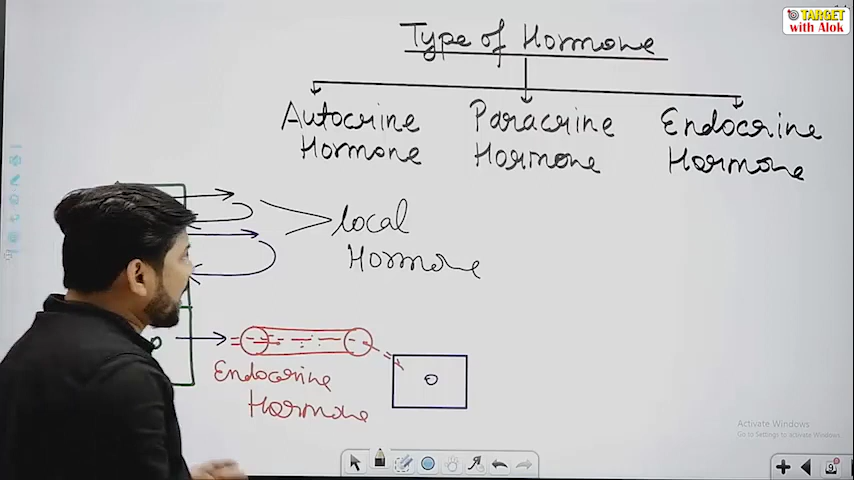 TARGET
with Alok
Type of Hormone
Autocrine Paracrine Endocrine
Hormone Hormone Hormone
local
Hormone
Endocrine
Hormone
Activate Windows
Go to Settings to activate Windows.
9